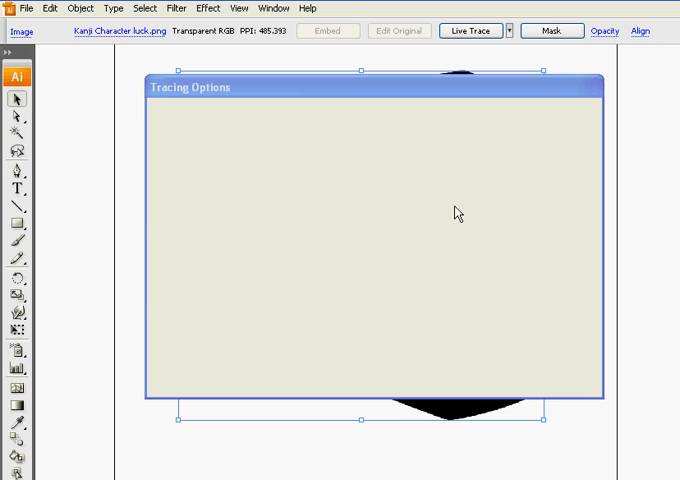 Ai File Edit Object Type Select Filter Effect View Window Help
Image Kanji Character luck.png Transparent RGB PPI: 485.393 Embed Edit Original Live Trace Mask Opacity Align
Ai
Tracing Options
T